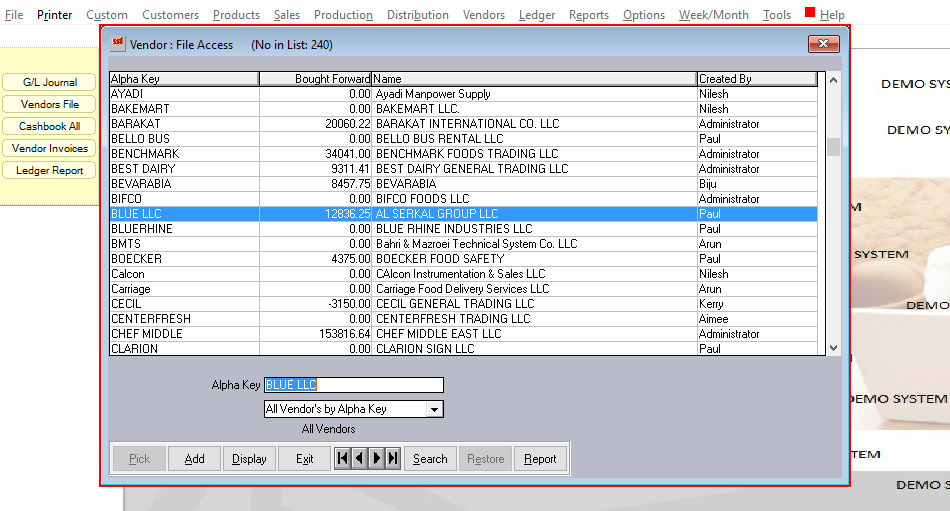 File Printer Custom Customers Products Sales Production Distribution Vendors Ledger Reports Options Week/Month Tools Help
Vendor : File Access (No in List: 240)
G/L Journal
Vendors File
Cashbook All
Vendor Invoices
Ledger Report
Alpha Key Bought Forward Name Created By
AYADI 0.00 Ayadi Manpower Supply Nilesh
BAKEMART 0.00 BAKEMART LLC. Nilesh
BARAKAT 20060.22 BARAKAT INTERNATIONAL CO. LLC Administrator
BELLO BUS 0.00 BELLO BUS RENTAL LLC Paul
BENCHMARK 34041.00 BENCHMARK FOODS TRADING LLC Administrator
BEST DAIRY 9311.41 BEST DAIRY GENERAL TRADING LLC Administrator
BEVARABIA 8457.75 BEVARABIA Biju
BIFCO 0.00 BIFCO FOODS LLC Administrator
BLUE LLC 12836.25 AL SERKAL GROUP LLC Paul
BLUERHINE 0.00 BLUE RHINE INDUSTRIES LLC Paul
BMTS 0.00 Bahri & Mazroei Technical System Co. LLC Arun
BOECKER 4375.00 BOECKER FOOD SAFETY Paul
Calcon 0.00 CAlcon Instrumentation & Sales LLC Nilesh
Carriage 0.00 Carriage Food Delivery Services LLC Arun
CECIL -3150.00 CECIL GENERAL TRADING LLC Kerry
CENTERFRESH 0.00 CENTERFRESH TRADING LLC Aimee
CHEF MIDDLE 153816.64 CHEF MIDDLE EAST LLC Administrator
CLARION 0.00 CLARION SIGN LLC Paul
Alpha Key BLUE LLC
All Vendor's by Alpha Key
All Vendors
Pick Add Display Exit Search Restore Report
DEMO SYS
DEMO SY
M
SYSTEM
DEMO
DEMO SYSTEM
TEM
DEMO S